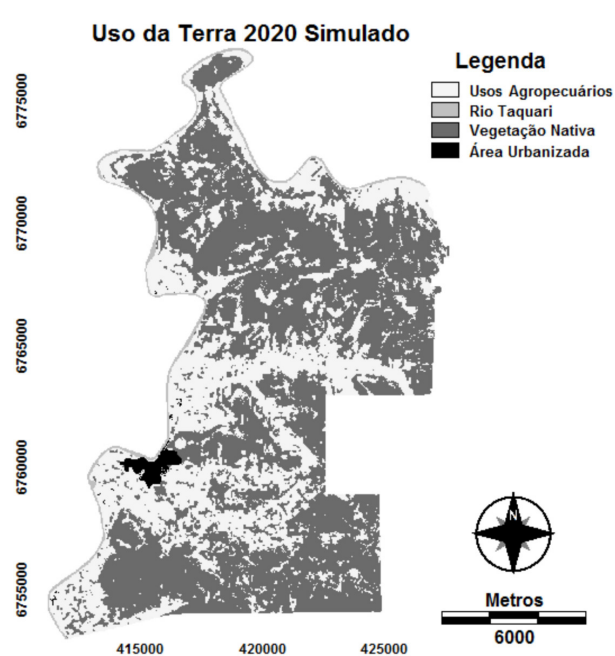 Uso da Terra 2020 Simulado
Legenda
Usos Agropecuários
Rio Taquari
Vegetação Nativa
Área Urbanizada
6775000
6770000
6765000
6760000
6755000
415000
420000
425000
N
Metros
6000